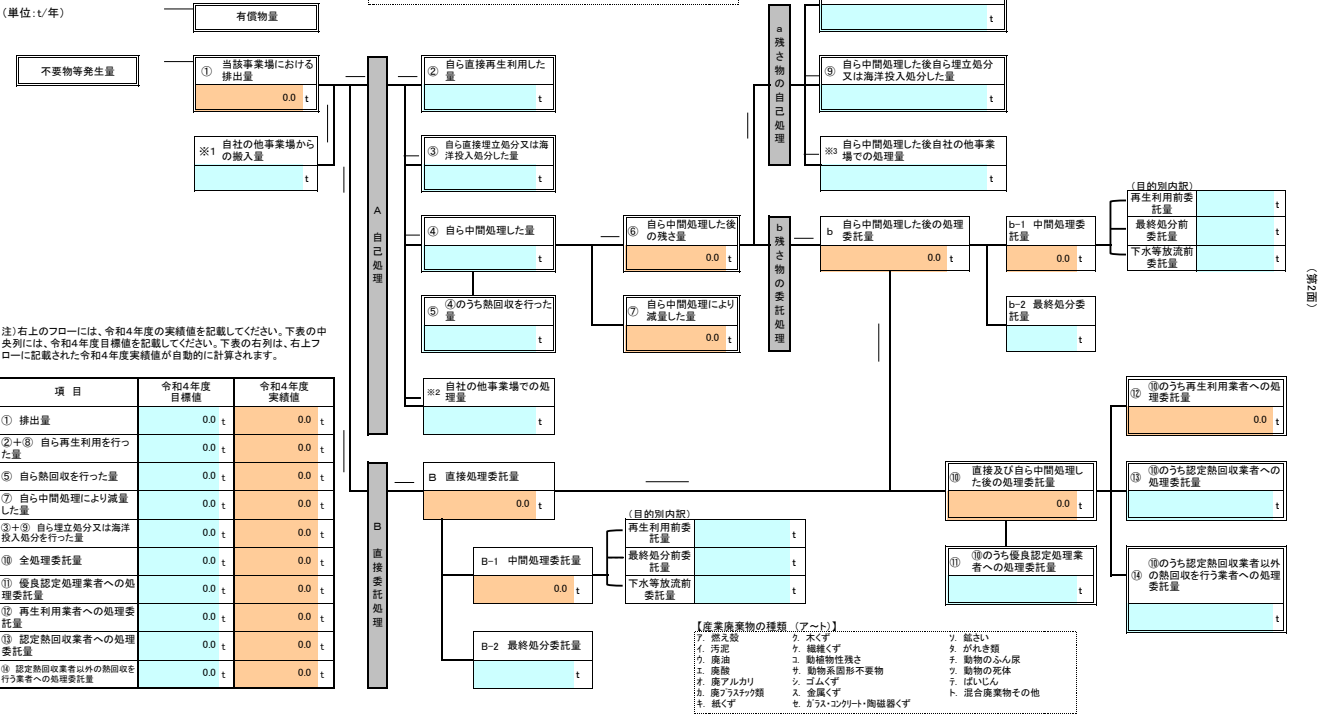 (単位:t/年)
有償物量
不要物等発生量
① 当該事業場における
排出量
0.0 t
※1 自社の他事業場から
の搬入量
t
A 自己処理
② 自ら直接再生利用した
量
t
③ 自ら直接埋立処分又は海
洋投入処分した量
t
④ 自ら中間処理した量
t
⑤ ④のうち熱回収を行った
量
t
※2 自社の他事業場での処
理量
t
⑥ 自ら中間処理した後
の残さ量
0.0 t
⑦ 自ら中間処理により
減量した量
0.0 t
a 残さ物の自己処理
t
⑨ 自ら中間処理した後自ら埋立処分
又は海洋投入処分した量
t
※3 自ら中間処理した後自社の他事業
場での処理量
t
b 残さ物の委託処理
b 自ら中間処理した後の処理
委託量
0.0 t
b-1 中間処理委
託量
0.0 t
(目的別内訳)
再生利用前委
託量
t
最終処分前
委託量
t
下水等放流前
委託量
t
b-2 最終処分委
託量
t
(第2面)
注)右上のフローには、令和4年度の実績値を記載してください。下表の中
央列には、令和4年度目標値を記載してください。下表の右列は、右上フ
ローに記載された令和4年度実績値が自動的に計算されます。
項 目 令和4年度
目標値 令和4年度
実績値
① 排出量 0.0 t 0.0 t
②+⑧ 自ら再生利用を行っ
た量 0.0 t 0.0 t
⑤ 自ら熱回収を行った量 0.0 t 0.0 t
⑦ 自ら中間処理により減量
した量 0.0 t 0.0 t
③+⑨ 自ら埋立処分又は海洋
投入処分を行った量 0.0 t 0.0 t
⑩ 全処理委託量 0.0 t 0.0 t
⑪ 優良認定処理業者への処
理委託量 0.0 t 0.0 t
⑫ 再生利用業者への処理委
託量 0.0 t 0.0 t
⑬ 認定熱回収業者への処理
委託量 0.0 t 0.0 t
⑭ 認定熱回収業者以外の熱回収を
行う業者への処理委託量 0.0 t 0.0 t
B 直接委託処理
B 直接処理委託量
0.0 t
B-1 中間処理委託量
0.0 t
(目的別内訳)
再生利用前委
託量
t
最終処分前委
託量
t
下水等放流前
委託量
t
B-2 最終処分委託量
t
⑩ 直接及び自ら中間処理し
た後の処理委託量
0.0 t
⑪ ⑩のうち優良認定処理業
者への処理委託量
t
⑫ ⑩のうち再生利用業者への処
理委託量
0.0 t
⑬ ⑩のうち認定熱回収業者への
処理委託量
t
⑭ ⑩のうち認定熱回収業者以外
の熱回収を行う業者への処理
委託量
t
【産業廃棄物の種類 (ア~ト)】
ア. 燃え殻 ク. 木くず ソ. 鉱さい
イ. 汚泥 ケ. 繊維くず タ. がれき類
ウ. 廃油 コ. 動植物性残さ チ. 動物のふん尿
エ. 廃酸 サ. 動物系固形不要物 ツ. 動物の死体
オ. 廃アルカリ シ. ゴムくず テ. ばいじん
カ. 廃プラスチック類 ス. 金属くず ト. 混合廃棄物その他
キ. 紙くず セ. ガラス・コンクリート・陶磁器くず